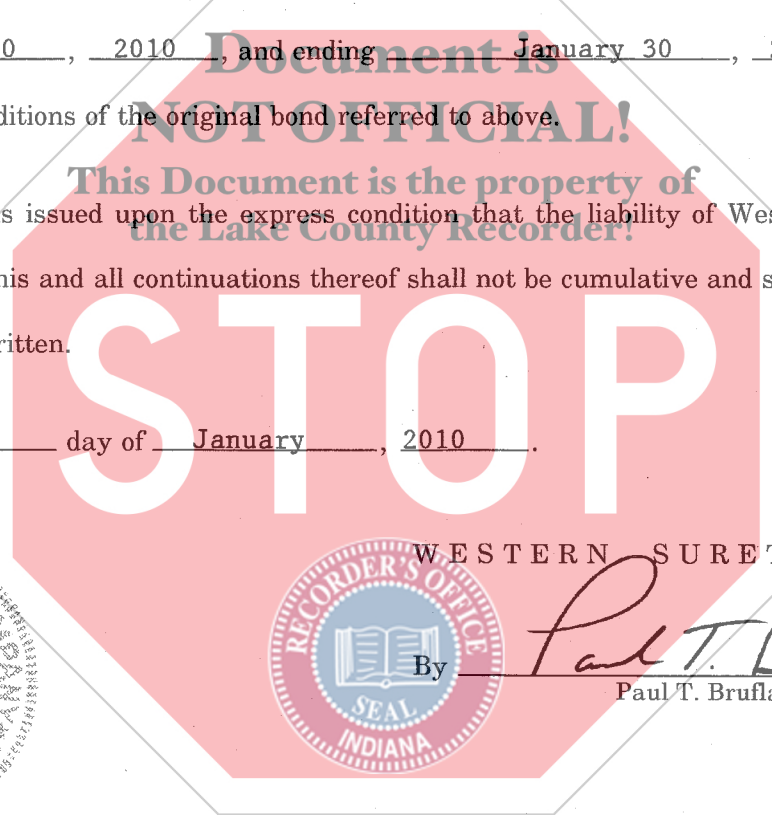 0 , 2010 , and ending January 30 ,
Document is
ditions of the original bond referred to above.
NOT OFFICIAL!
This Document is the property of
s issued upon the express condition that the liability of Wes
the Lake County Recorder!
his and all continuations thereof shall not be cumulative and s
ritten.
STOP
day of January , 2010 .
WESTERN SURET
RECORDER'S OFFICE
SEAL
INDIANA
By Paul T.
Paul T. Brufla